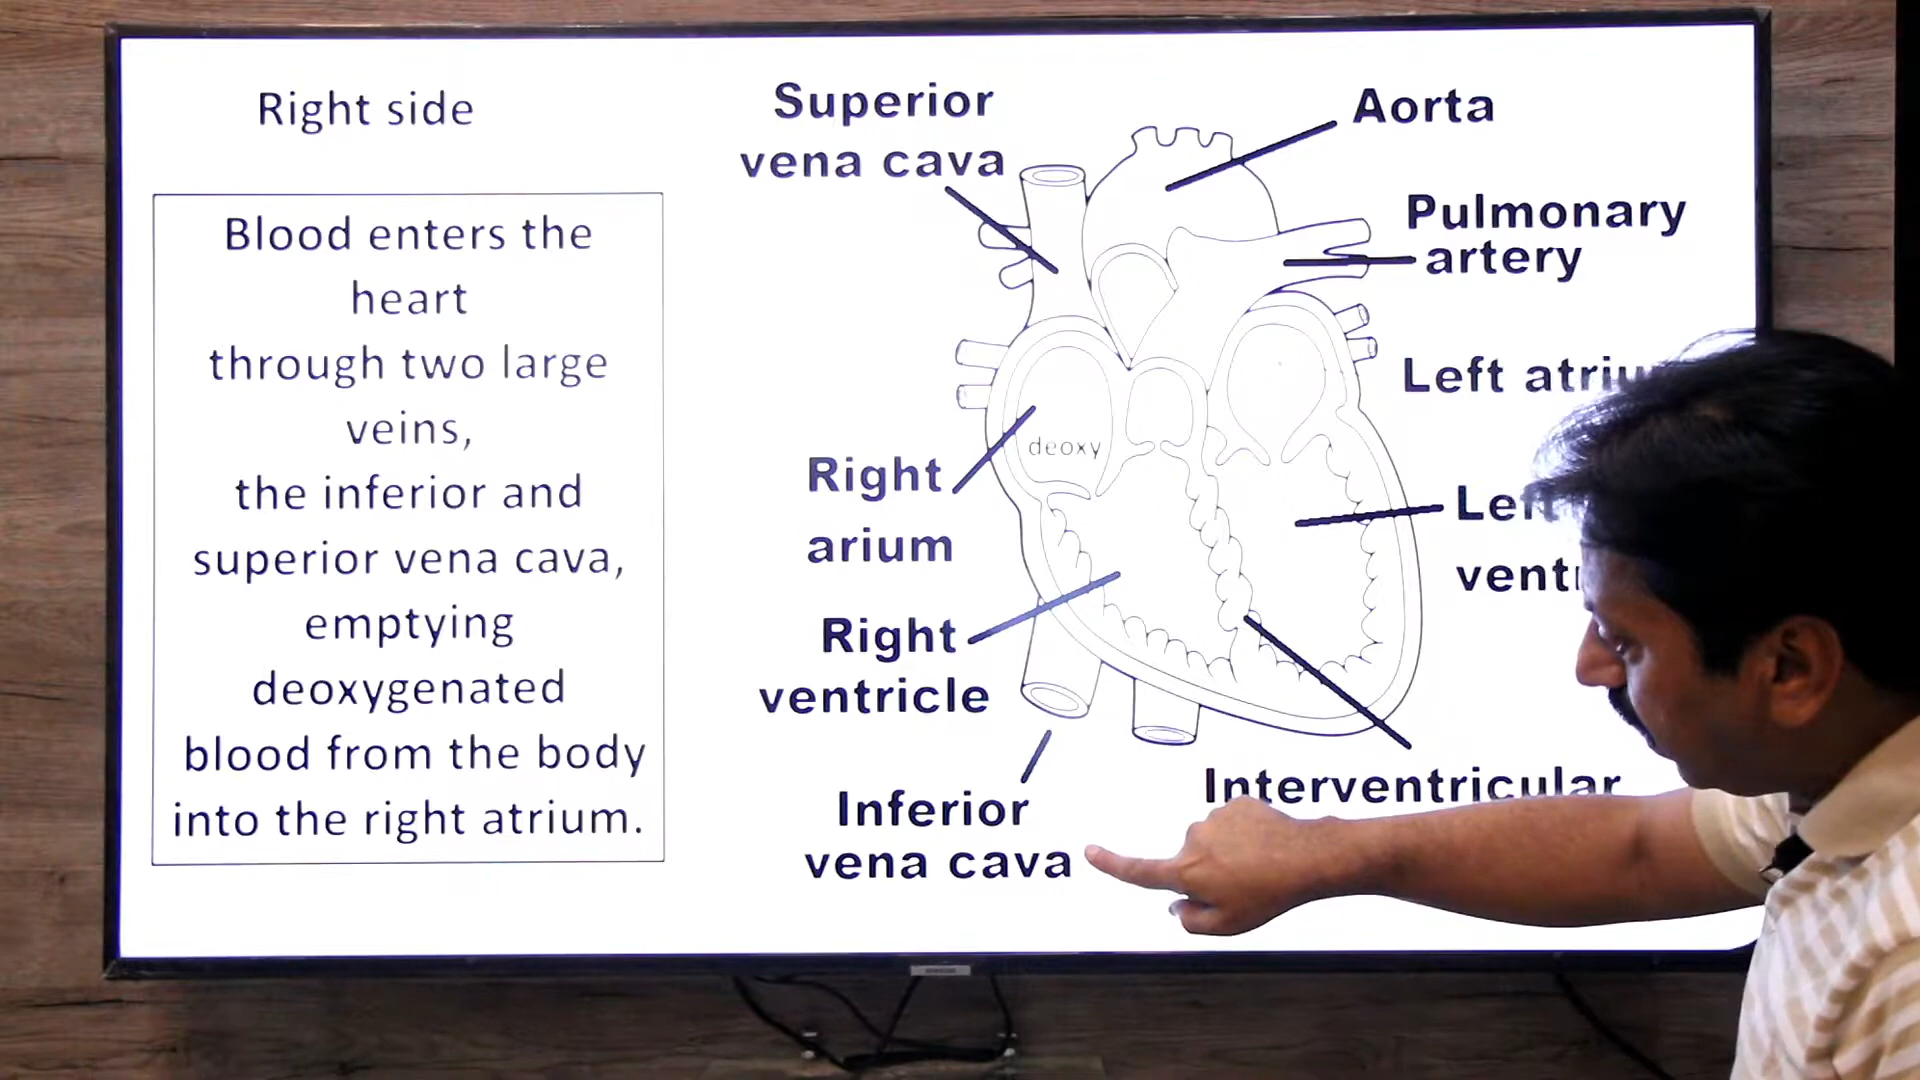 Right side
Blood enters the
heart
through two large
veins,
the inferior and
superior vena cava,
emptying
deoxygenated
blood from the body
into the right atrium.
Superior
vena cava
Aorta
Pulmonary
artery
Left
deoxy
Right
arium
Right
ventricle
Inferior
vena cava
Interventricular